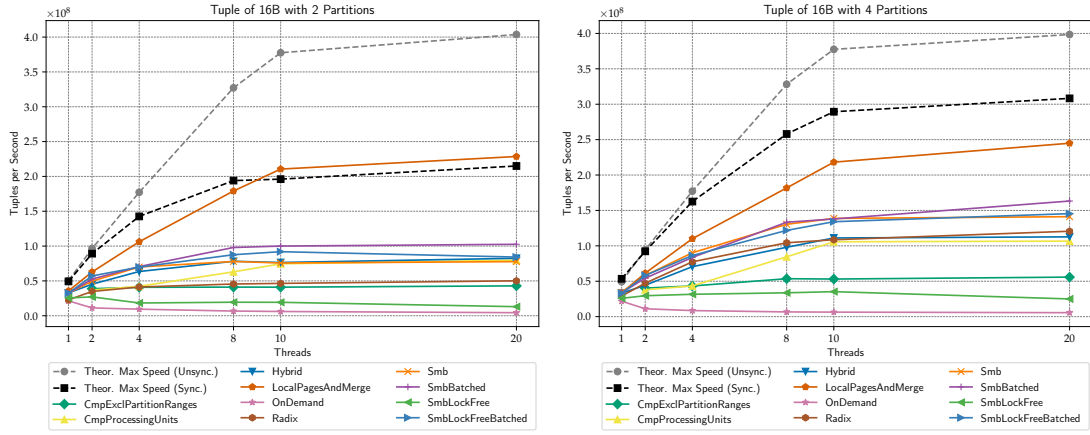 Tuple of 16B with 2 Partitions
1e8
Tuples per Second
4.0
3.5
3.0
2.5
2.0
1.5
1.0
0.5
0.0
1 2 4 8 10 20
Threads
Theor. Max Speed (Unsync.)
Theor. Max Speed (Sync.)
CmpExclPartitionRanges
CmpProcessingUnits
Hybrid
LocalPagesAndMerge
OnDemand
Radix
Smb
SmbBatched
SmbLockFree
SmbLockFreeBatched
Tuple of 16B with 4 Partitions
1e8
Tuples per Second
4.0
3.5
3.0
2.5
2.0
1.5
1.0
0.5
0.0
1 2 4 8 10 20
Threads
Theor. Max Speed (Unsync.)
Theor. Max Speed (Sync.)
CmpExclPartitionRanges
CmpProcessingUnits
Hybrid
LocalPagesAndMerge
OnDemand
Radix
Smb
SmbBatched
SmbLockFree
SmbLockFreeBatched